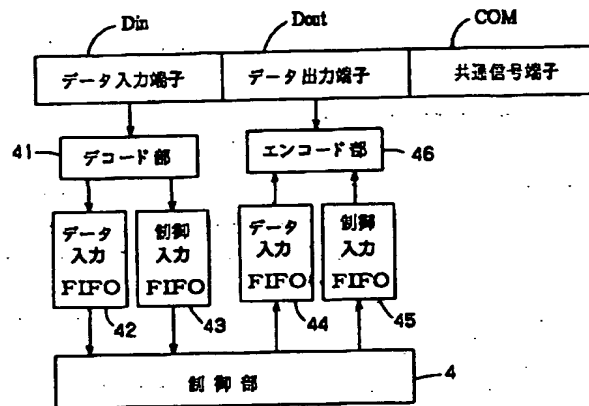 Din
Dout
COM
データ入力端子
データ出力端子
共通信号端子
41
デコード部
エンコード部
46
データ
入力
FIFO
制御
入力
FIFO
データ
入力
FIFO
制御
入力
FIFO
42
43
44
45
制御部
4